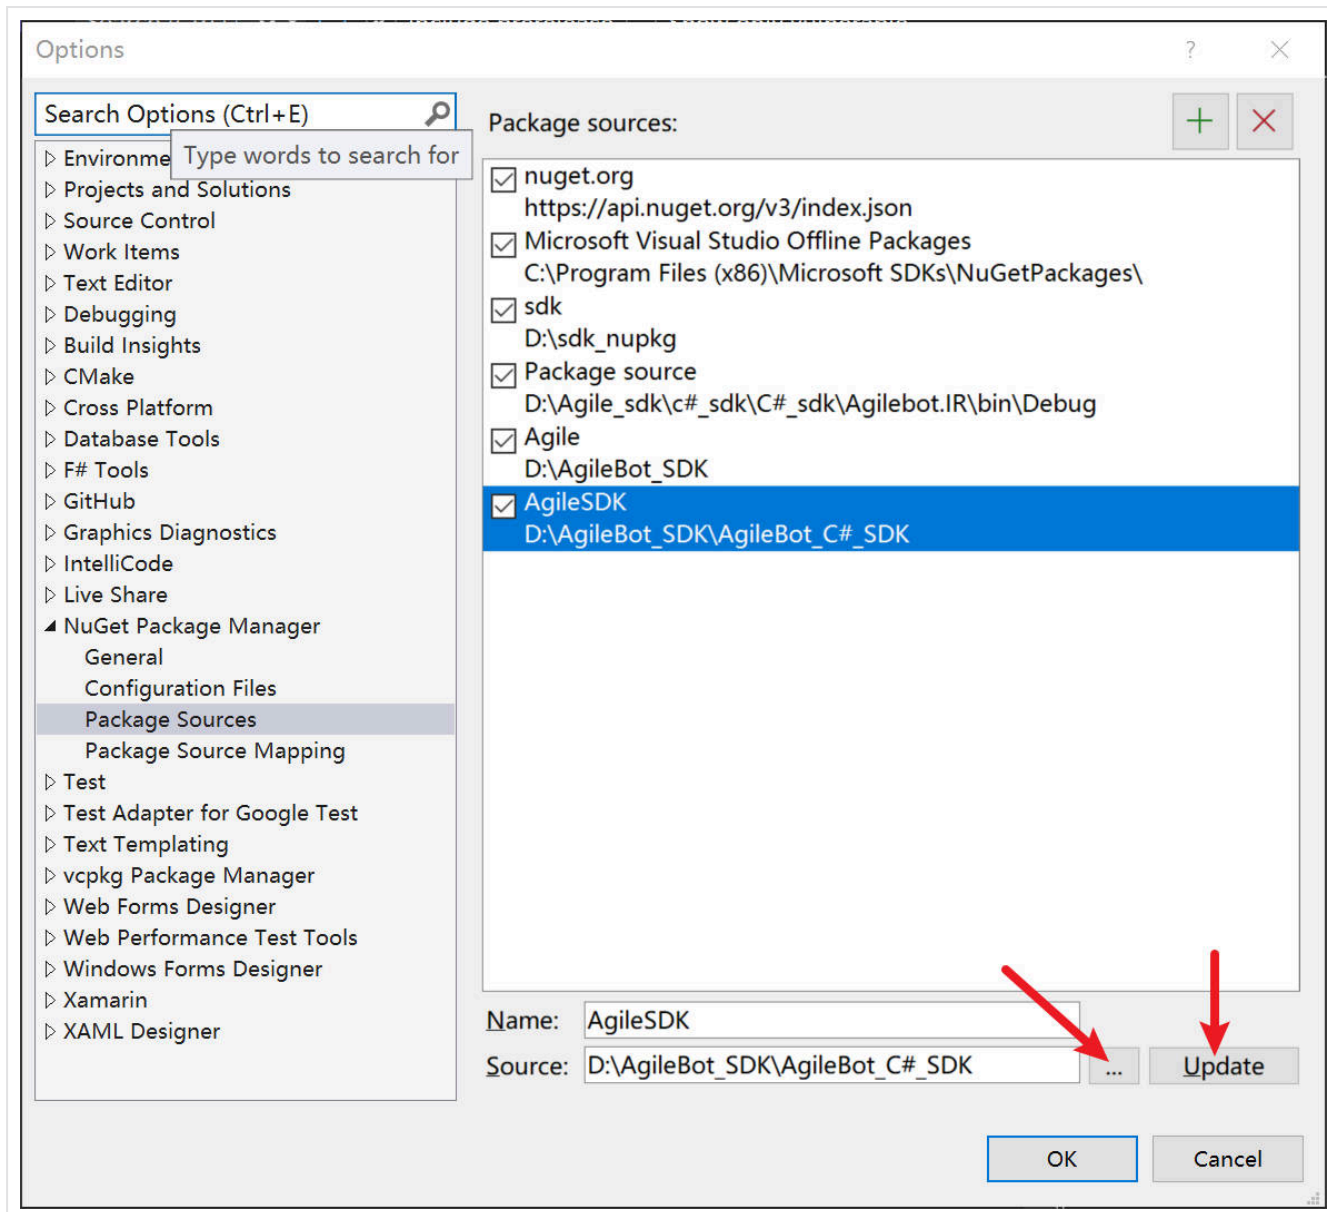 Options
?
Search Options (Ctrl+E)
Type words to search for
Projects and Solutions
Source Control
Work Items
Text Editor
Debugging
Build Insights
CMake
Cross Platform
Database Tools
F# Tools
GitHub
Graphics Diagnostics
IntelliCode
Live Share
NuGet Package Manager
General
Configuration Files
Package Sources
Package Source Mapping
Test
Test Adapter for Google Test
Text Templating
vcpkg Package Manager
Web Forms Designer
Web Performance Test Tools
Windows Forms Designer
Xamarin
XAML Designer
Package sources:
nuget.org
https://api.nuget.org/v3/index.json
Microsoft Visual Studio Offline Packages
C:\Program Files (x86)\Microsoft SDKs\NuGetPackages\
sdk
D:\sdk_nupkg
Package source
D:\Agile_sdk\c#_sdk\C#_sdk\Agilebot.IR\bin\Debug
Agile
D:\AgileBot_SDK
AgileSDK
D:\AgileBot_SDK\AgileBot_C#_SDK
Name: AgileSDK
Source: D:\AgileBot_SDK\AgileBot_C#_SDK ... Update
OK Cancel